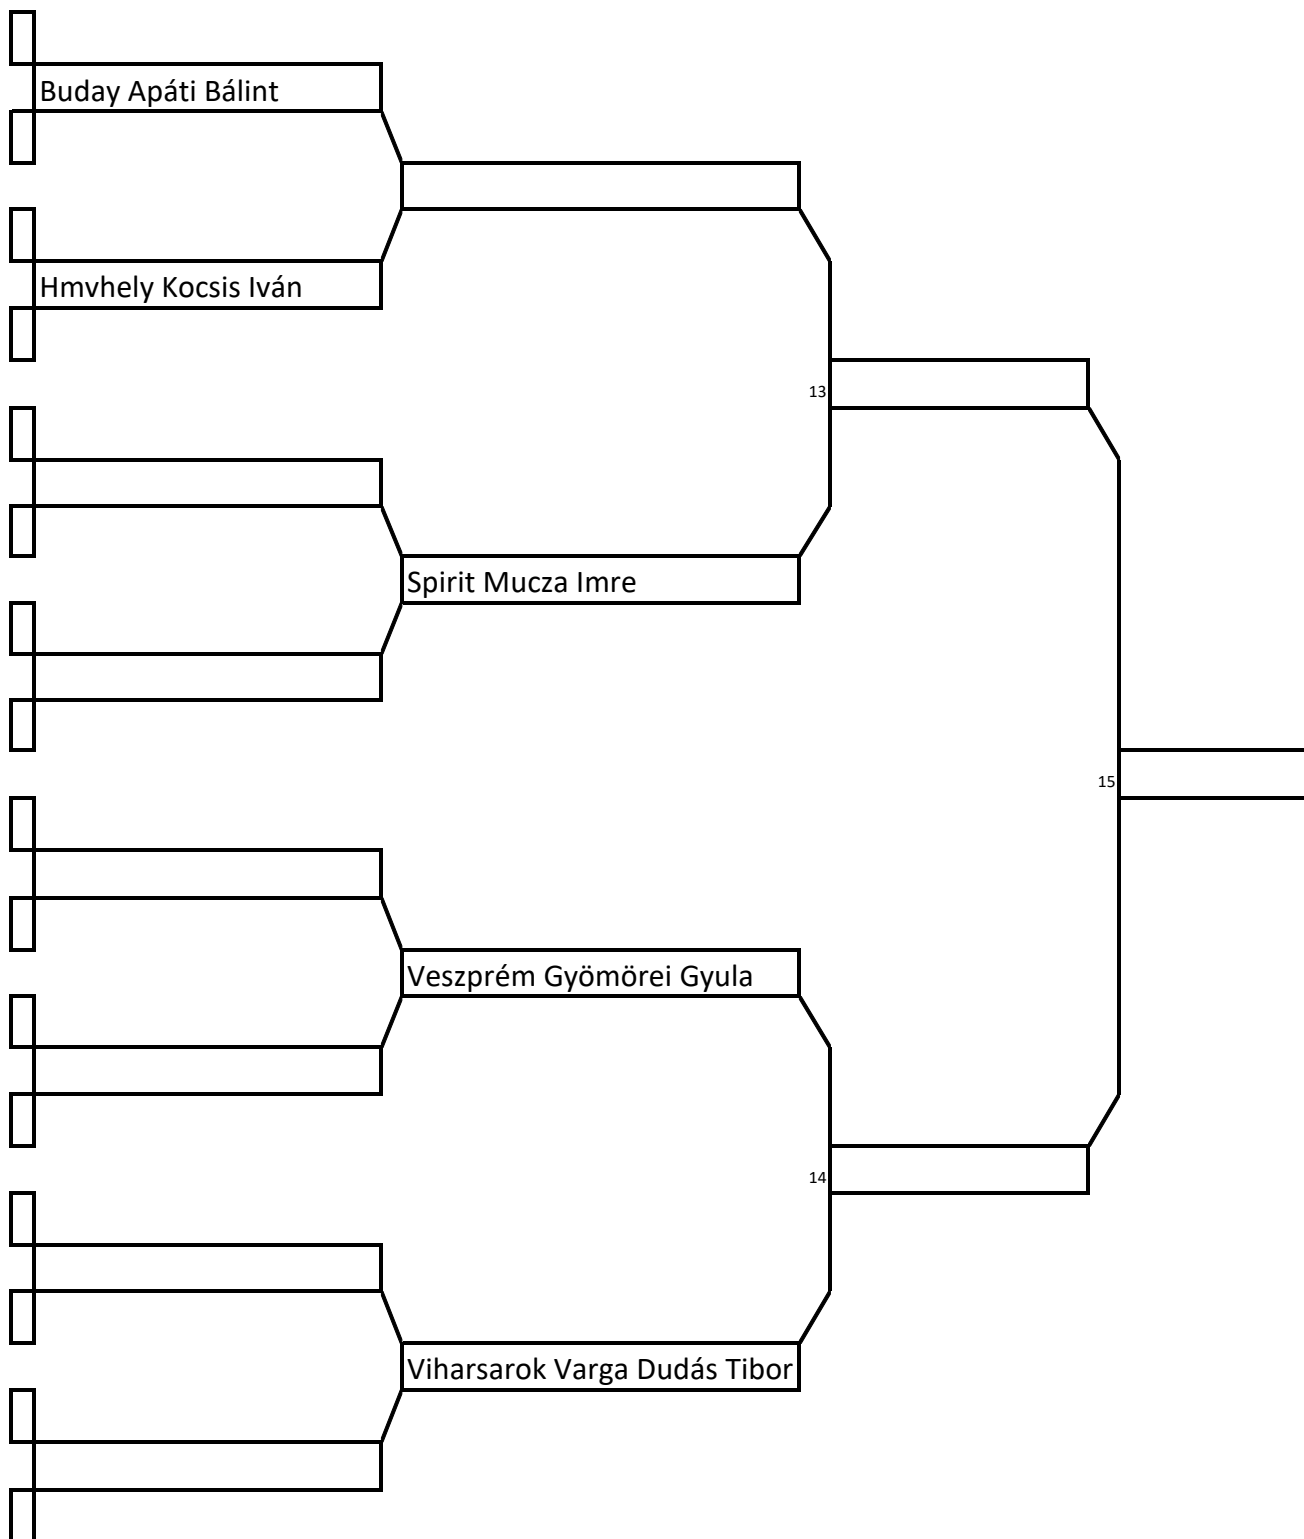 Buday Apáti Bálint
Hmvhely Kocsis Iván
13
Spirit Mucza Imre
15
Veszprém Gyömörei Gyula
14
Viharsarok Varga Dudás Tibor